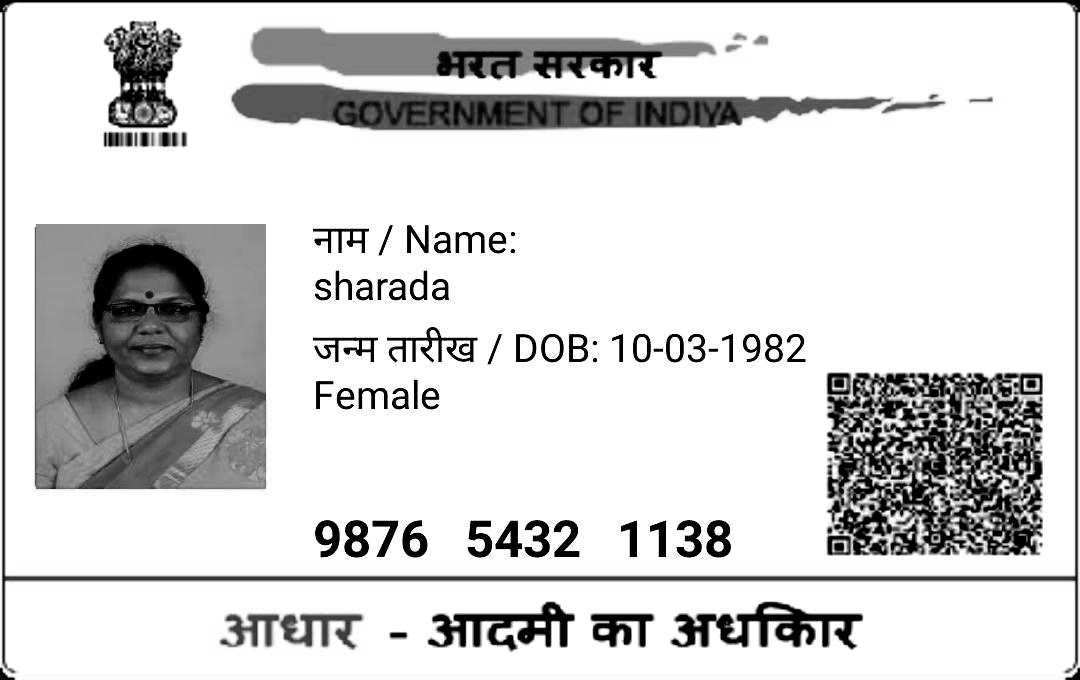 भरत सरकार
GOVERNMENT OF INDIYA
नाम / Name:
sharada
जन्म तारीख / DOB: 10-03-1982
Female
9876 5432 1138
आधार - आदमी का अधकिार